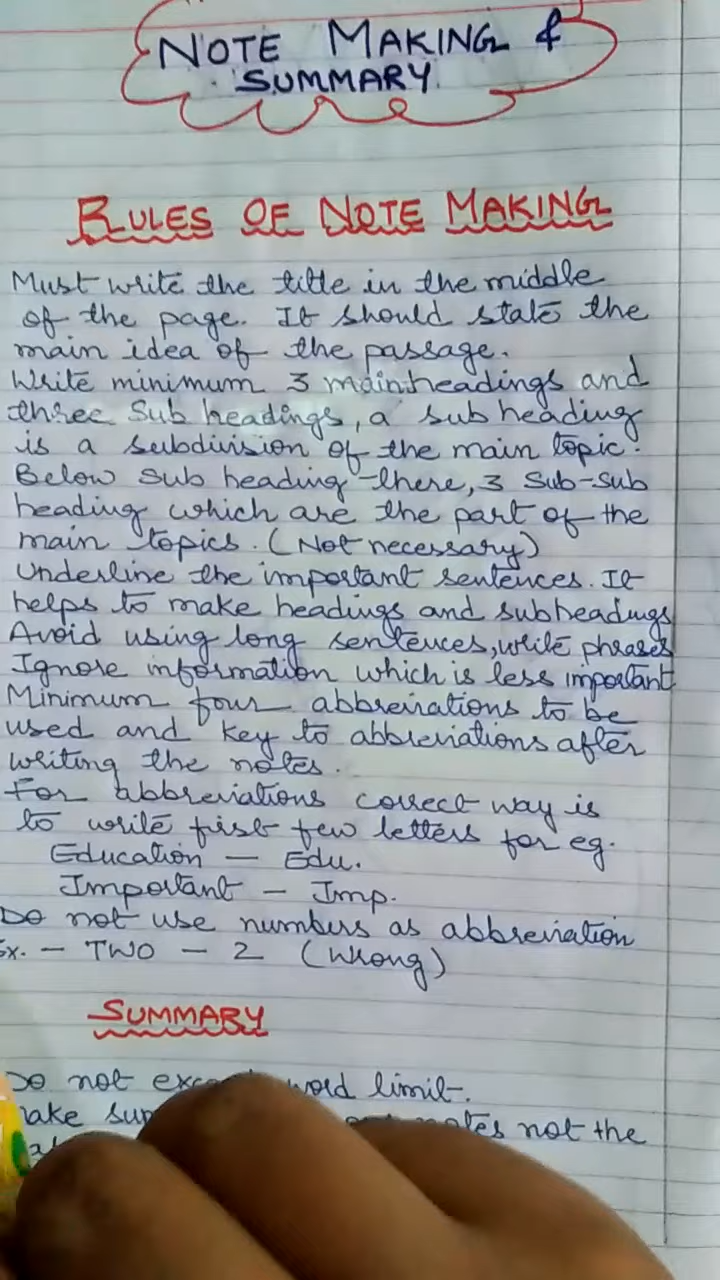 NOTE MAKING &
SUMMARY
RULES OF NOTE MAKING
Must write the title in the middle
of the page. It should state the
main idea of the passage.
Write minimum 3 mainheadings and
three Sub headings, a sub heading
is a subdivision of the main topic.
Below Sub heading there, 3 Sub-sub
heading which are the part of the
main topics. (Not necessary)
Underline the important sentences. It
helps to make headings and subheadings
Avoid using long sentences, write phrases
Ignore information which is less important
Minimum four abbreviations to be
used and key to abbreviations after
writing the notes.
For abbreviations correct way is
to write first few letters for eg.
Education — Edu.
Important — Imp.
Do not use numbers as abbreviation
Ex. — TWO — 2 (Wrong)
SUMMARY
Do not word limit.
notes not the